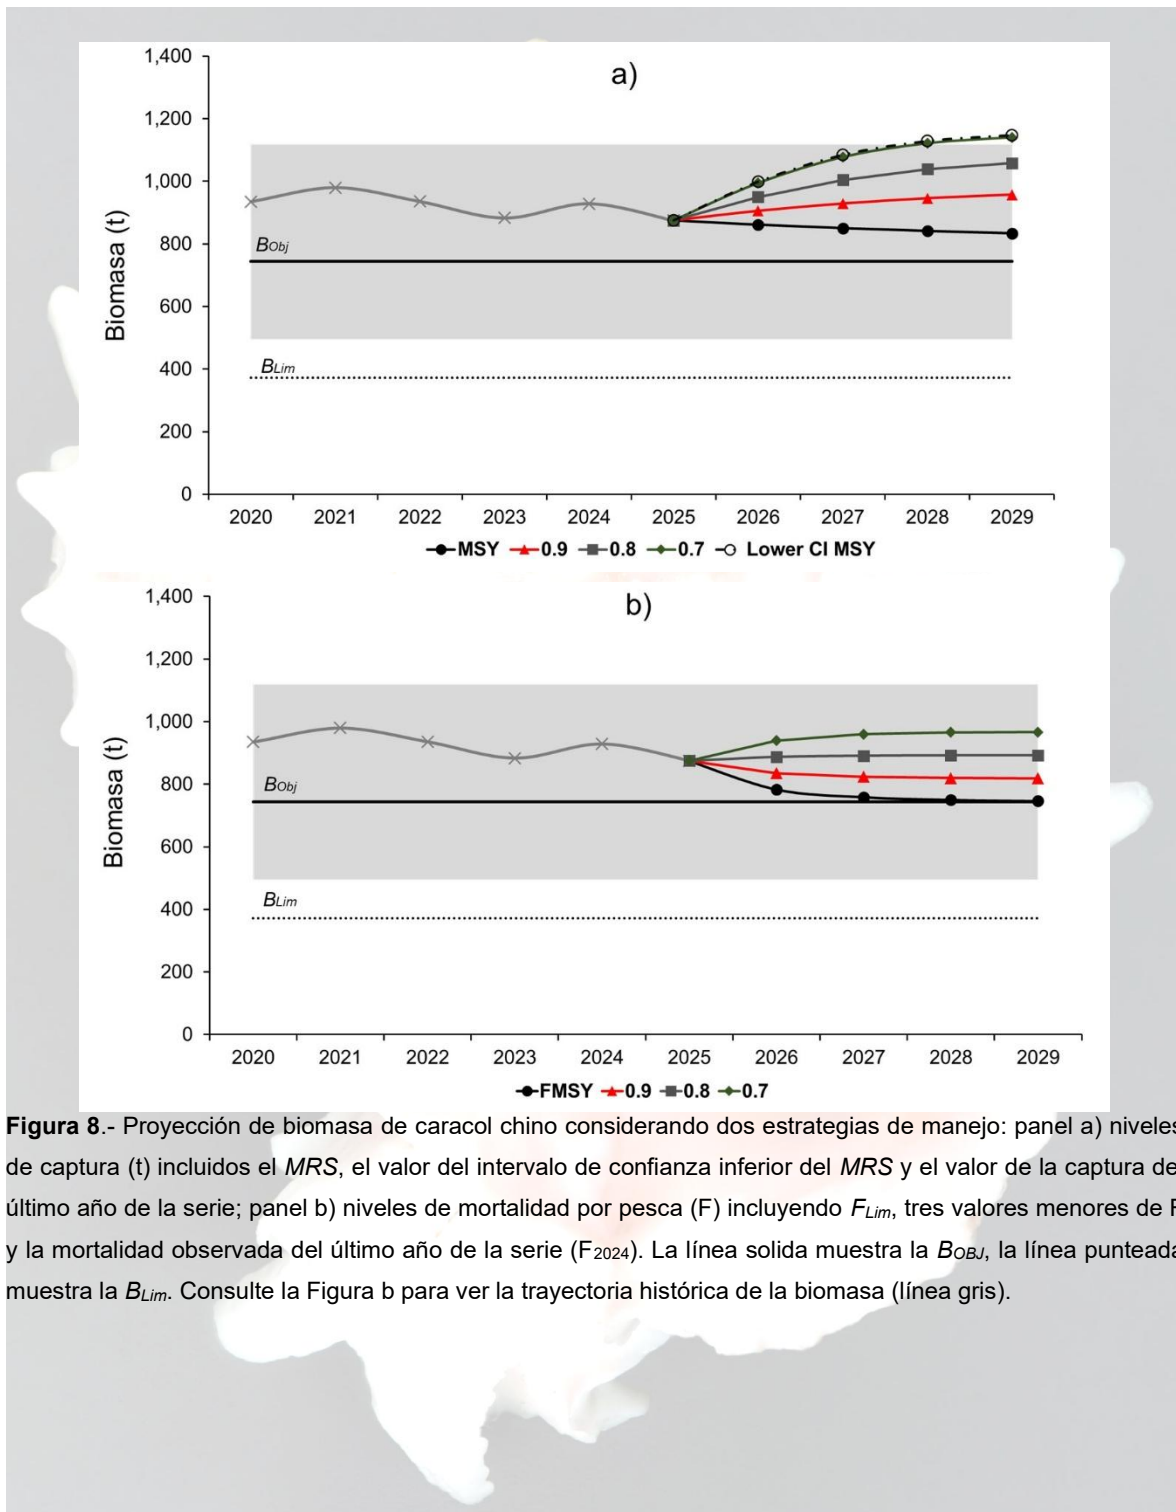 a)
1,400
1,200
1,000
800
600
400
200
0
Biomasa (t)
BObj
BLim
2020 2021 2022 2023 2024 2025 2026 2027 2028 2029
MSY 0.9 0.8 0.7 Lower CI MSY
b)
1,400
1,200
1,000
800
600
400
200
0
Biomasa (t)
BObj
BLim
2020 2021 2022 2023 2024 2025 2026 2027 2028 2029
FMSY 0.9 0.8 0.7
Figura 8.- Proyección de biomasa de caracol chino considerando dos estrategias de manejo: panel a) niveles
de captura (t) incluidos el MRS, el valor del intervalo de confianza inferior del MRS y el valor de la captura de
último año de la serie; panel b) niveles de mortalidad por pesca (F) incluyendo FLim, tres valores menores de F
y la mortalidad observada del último año de la serie (F2024). La línea solida muestra la BOBJ, la línea punteada
muestra la BLim. Consulte la Figura b para ver la trayectoria histórica de la biomasa (línea gris).